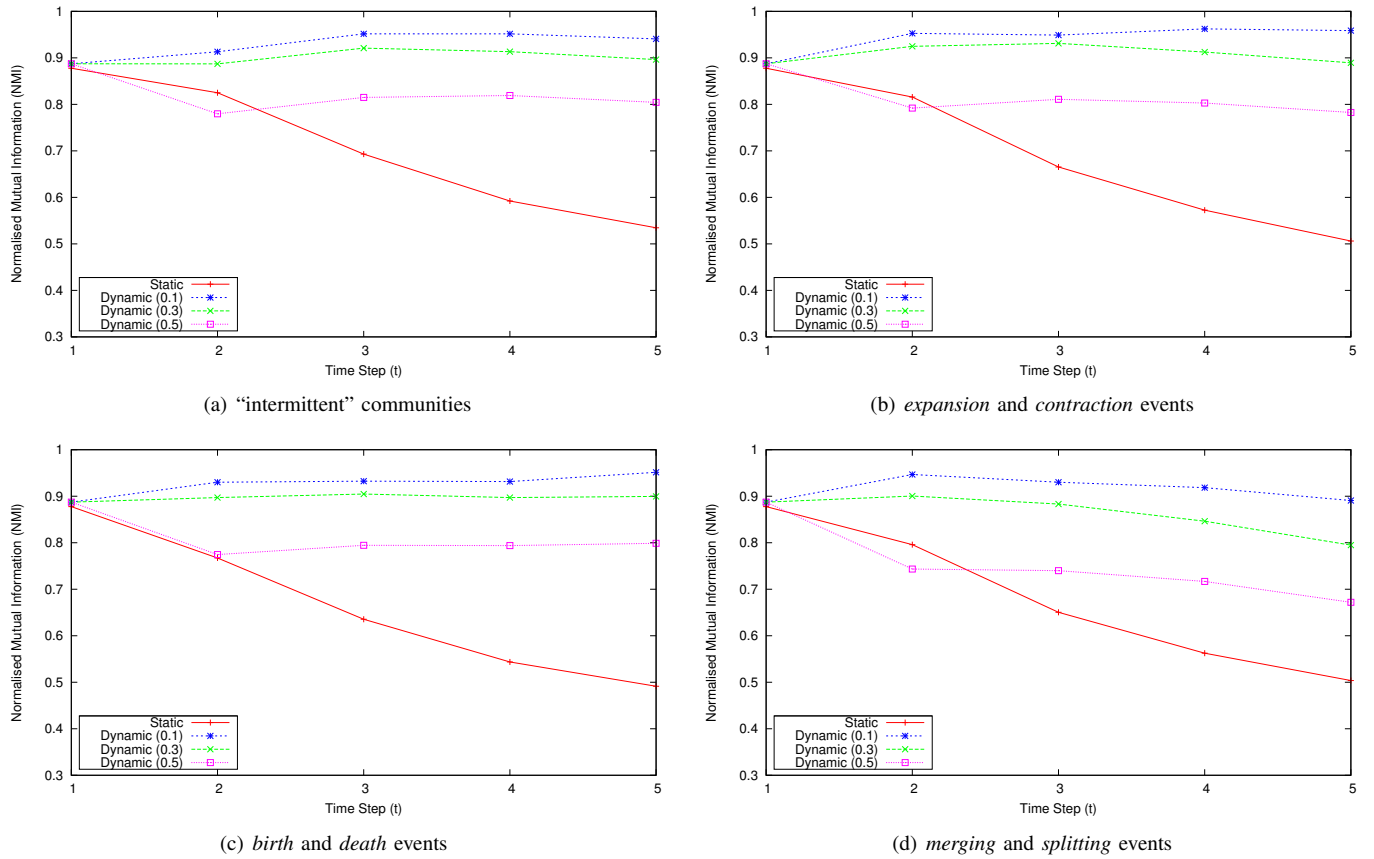 Normalised Mutual Information (NMI)
1
0.9
0.8
0.7
0.6
0.5
0.4
0.3
Static
Dynamic (0.1)
Dynamic (0.3)
Dynamic (0.5)
1 2 3 4 5
Time Step (t)
(a) “intermittent” communities
Normalised Mutual Information (NMI)
1
0.9
0.8
0.7
0.6
0.5
0.4
0.3
Static
Dynamic (0.1)
Dynamic (0.3)
Dynamic (0.5)
1 2 3 4 5
Time Step (t)
(b) expansion and contraction events
Normalised Mutual Information (NMI)
1
0.9
0.8
0.7
0.6
0.5
0.4
0.3
Static
Dynamic (0.1)
Dynamic (0.3)
Dynamic (0.5)
1 2 3 4 5
Time Step (t)
(c) birth and death events
Normalised Mutual Information (NMI)
1
0.9
0.8
0.7
0.6
0.5
0.4
0.3
Static
Dynamic (0.1)
Dynamic (0.3)
Dynamic (0.5)
1 2 3 4 5
Time Step (t)
(d) merging and splitting events